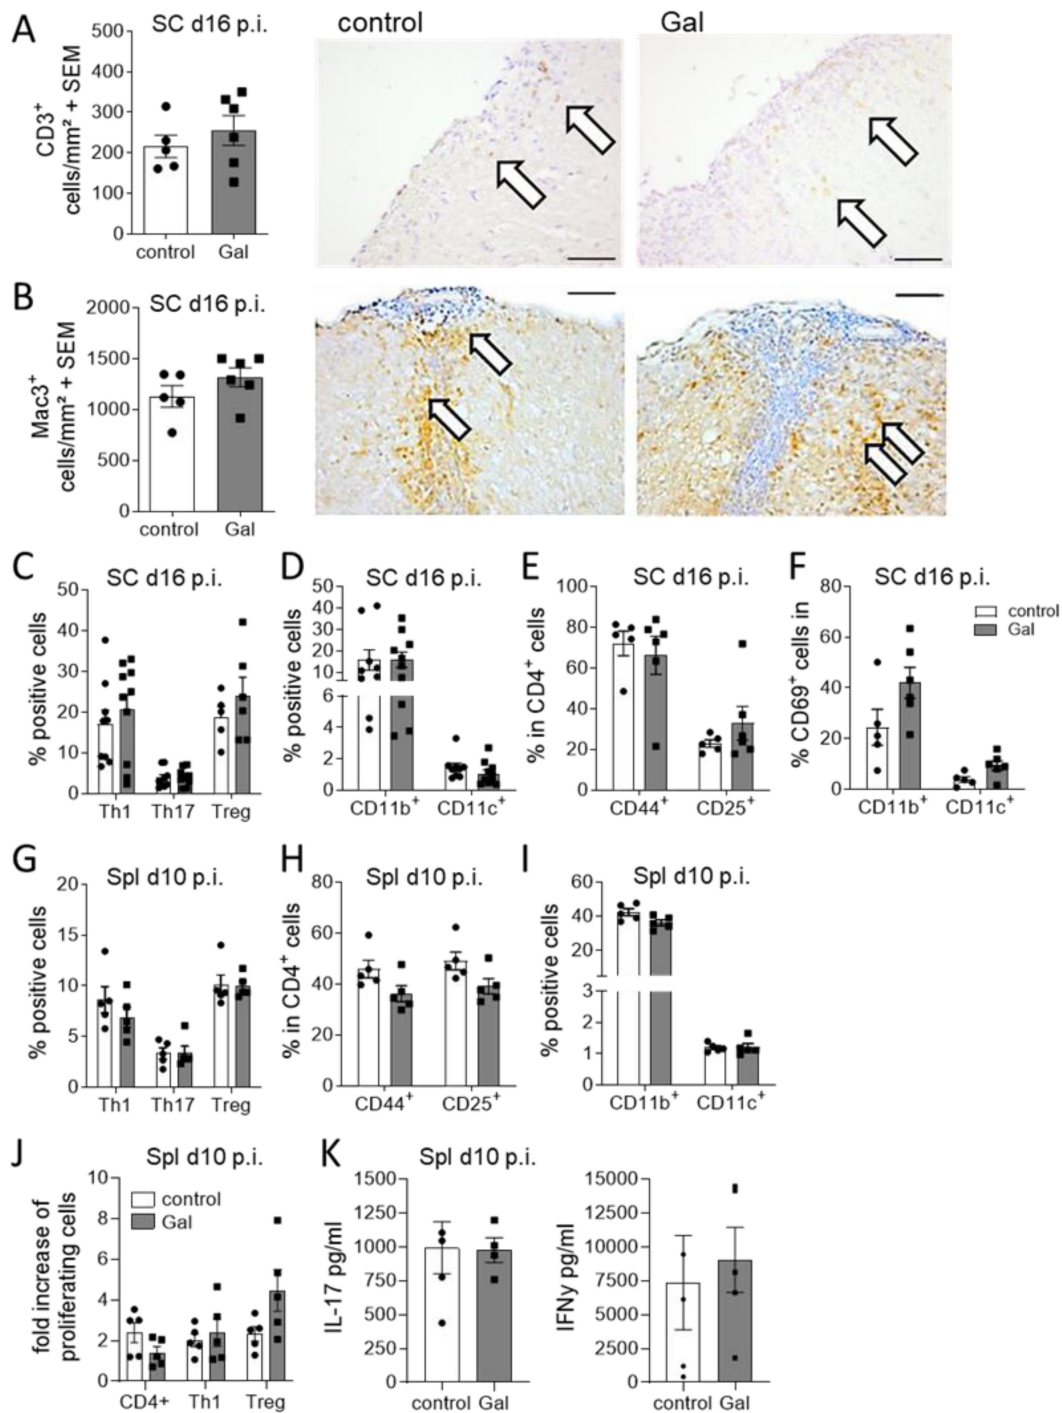 A
SC d16 p.i.
CD3+
cells/mm² + SEM
500
400
300
200
100
0
control
Gal
control
Gal
B
SC d16 p.i.
Mac3+
cells/mm² + SEM
2000
1500
1000
500
0
control
Gal
C
SC d16 p.i.
% positive cells
50
40
30
20
10
0
Th1
Th17
Treg
D
SC d16 p.i.
% positive cells
50
40
30
20
10
6
4
2
0
CD11b+
CD11c+
E
SC d16 p.i.
% in CD4+ cells
100
80
60
40
20
0
CD44+
CD25+
F
SC d16 p.i.
% CD69+ cells in
80
60
40
20
0
CD11b+
CD11c+
control
Gal
G
Spl d10 p.i.
% positive cells
20
15
10
5
0
Th1
Th17
Treg
H
Spl d10 p.i.
% in CD4+ cells
80
60
40
20
0
CD44+
CD25+
I
Spl d10 p.i.
% positive cells
60
40
20
3
2
1
0
CD11b+
CD11c+
J
Spl d10 p.i.
fold increase of
proliferating cells
10
8
6
4
2
0
control
Gal
CD4+
Th1
Treg
K
Spl d10 p.i.
IL-17 pg/ml
1500
1250
1000
750
500
250
0
control Gal
IFNy pg/ml
15000
12500
10000
7500
5000
2500
0
control Gal